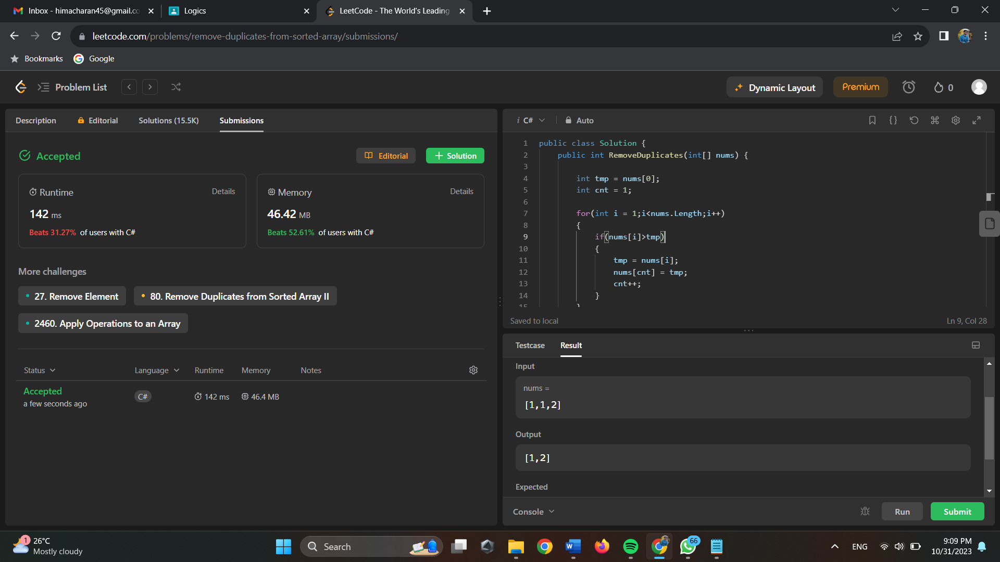 Inbox - himacharan45@gmail.co
Logics
LeetCode - The World's Leading
leetcode.com/problems/remove-duplicates-from-sorted-array/submissions/
Bookmarks
Google
Problem List
Dynamic Layout
Premium
0
Description
Editorial
Solutions (15.5K)
Submissions
Accepted
Editorial
Solution
Runtime
Details
142 ms
Beats 31.27% of users with C#
Memory
Details
46.42 MB
Beats 52.61% of users with C#
More challenges
27. Remove Element
80. Remove Duplicates from Sorted Array II
2460. Apply Operations to an Array
Status
Language
Runtime
Memory
Notes
Accepted
a few seconds ago
C#
142 ms
46.4 MB
i C#
Auto
1 public class Solution {
2 public int RemoveDuplicates(int[] nums) {
3
4 int tmp = nums[0];
5 int cnt = 1;
6
7 for(int i = 1;i<nums.Length;i++)
8 {
9 if(nums[i]>tmp)
10 {
11 tmp = nums[i];
12 nums[cnt] = tmp;
13 cnt++;
14 }
15 }
Saved to local
Ln 9, Col 28
Testcase
Result
Input
nums =
[1,1,2]
Output
[1,2]
Expected
Console
Run
Submit
1
26°C
Mostly cloudy
Search
66
ENG
9:09 PM
10/31/2023